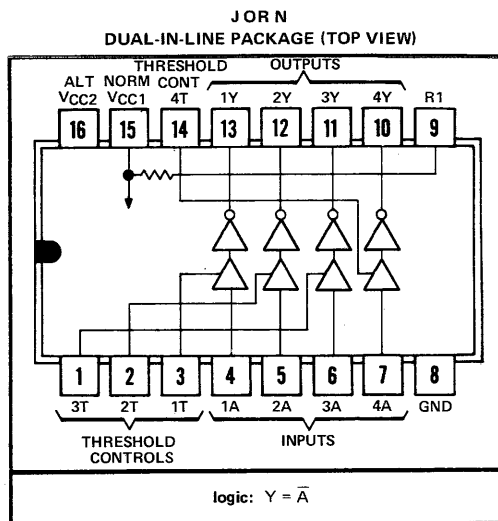 J OR N
DUAL-IN-LINE PACKAGE (TOP VIEW)
THRESHOLD OUTPUTS
ALT NORM CONT
VCC2 VCC1 4T 1Y 2Y 3Y 4Y R1
16 15 14 13 12 11 10 9
1 2 3 4 5 6 7 8
3T 2T 1T 1A 2A 3A 4A GND
THRESHOLD INPUTS
CONTROLS
logic: Y = A̅